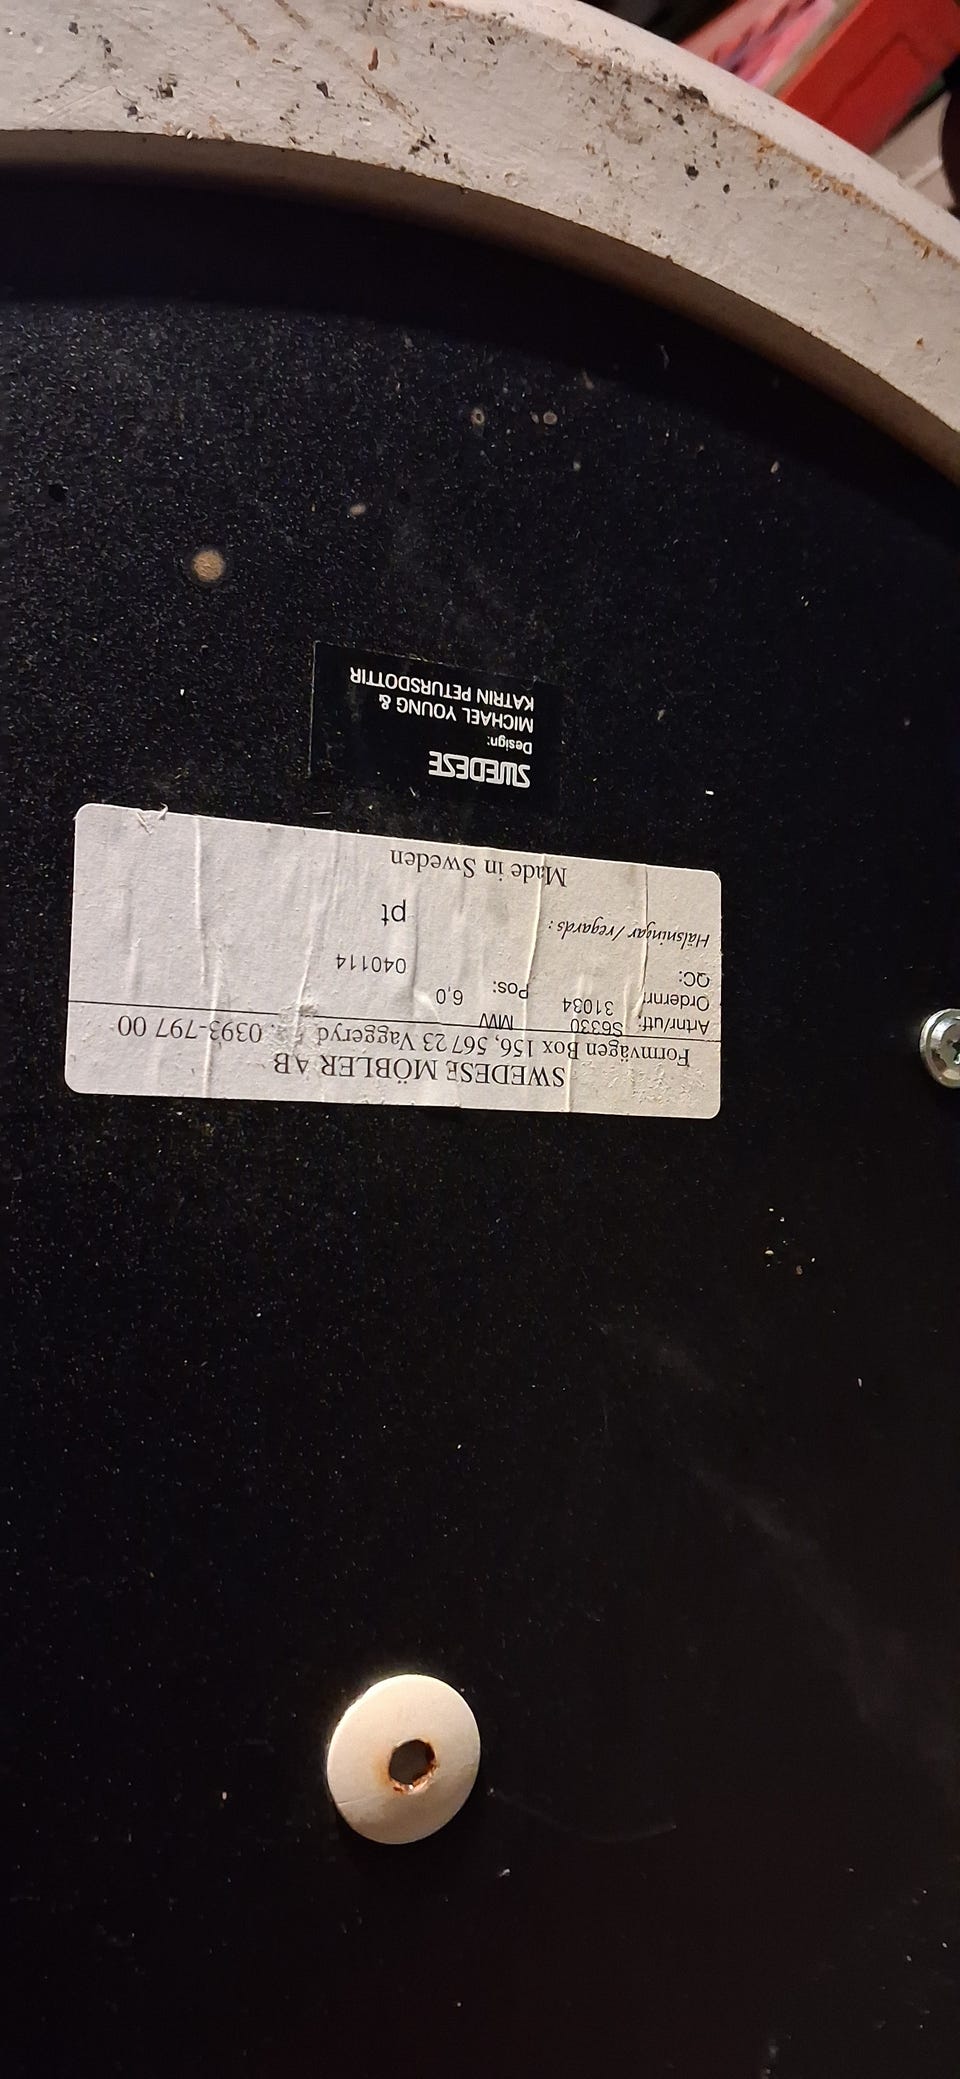 SWEDESE MÖBLER AB
Formvägen Box 156, 567 23 Vaggeryd 0393-797 00
Artnr/utf: S6330 MW
Ordernr: 31034 Pos: 6,0
QC: 040114
Hälsningar/regards: pt
Made in Sweden
SWEDESE
Design:
MICHAEL YOUNG &
KATRIN PETURSDOTTIR